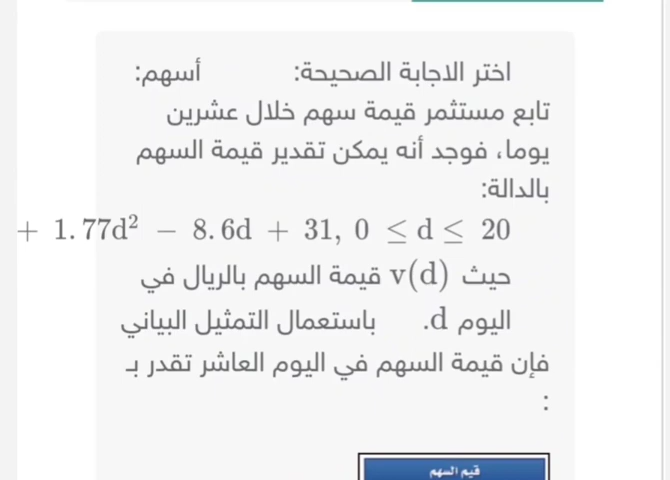 اختر الاجابة الصحيحة: أسهم:
تابع مستثمر قيمة سهم خلال عشرين
يوما، فوجد أنه يمكن تقدير قيمة السهم
بالدالة:
+ 1.77d² − 8.6d + 31, 0 ≤ d ≤ 20
حيث v(d) قيمة السهم بالريال في
اليوم d. باستعمال التمثيل البياني
فإن قيمة السهم في اليوم العاشر تقدر بـ
:
قيم السهم